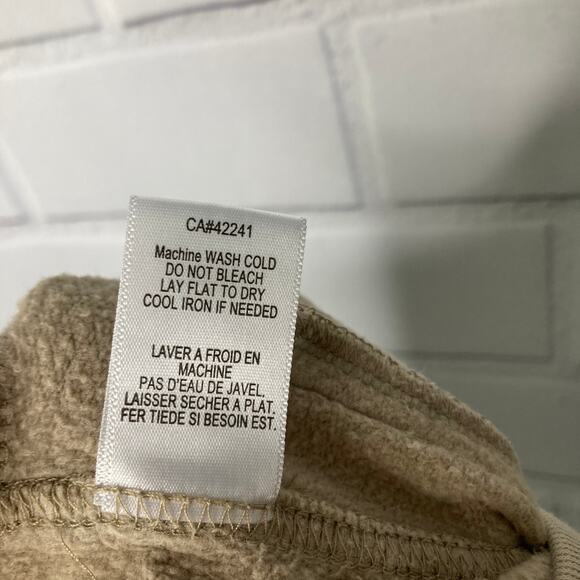 CA#42241
Machine WASH COLD
DO NOT BLEACH
LAY FLAT TO DRY
COOL IRON IF NEEDED
LAVER A FROID EN
MACHINE
PAS D'EAU DE JAVEL,
LAISSER SECHER A PLAT.
FER TIEDE SI BESOIN EST.